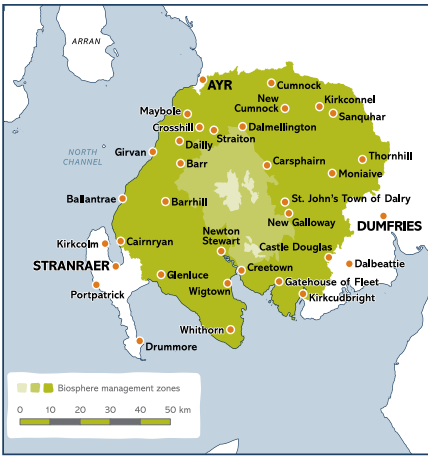 ARRAN
AYR
Cumnock
New
Cumnock
Kirkconnel
Sanquhar
Maybole
Crosshill
Dalmellington
Straiton
Dailly
NORTH
CHANNEL
Girvan
Barr
Carsphairn
Thornhill
Moniaive
Ballantrae
Barrhill
St. John's Town of Dalry
New Galloway
DUMFRIES
Kirkcolm
Cairnryan
Newton
Stewart
Castle Douglas
STRANRAER
Dalbeattie
Glenluce
Creetown
Gatehouse of Fleet
Portpatrick
Wigtown
Kirkcudbright
Whithorn
Drummore
Biosphere management zones
0 10 20 30 40 50 km